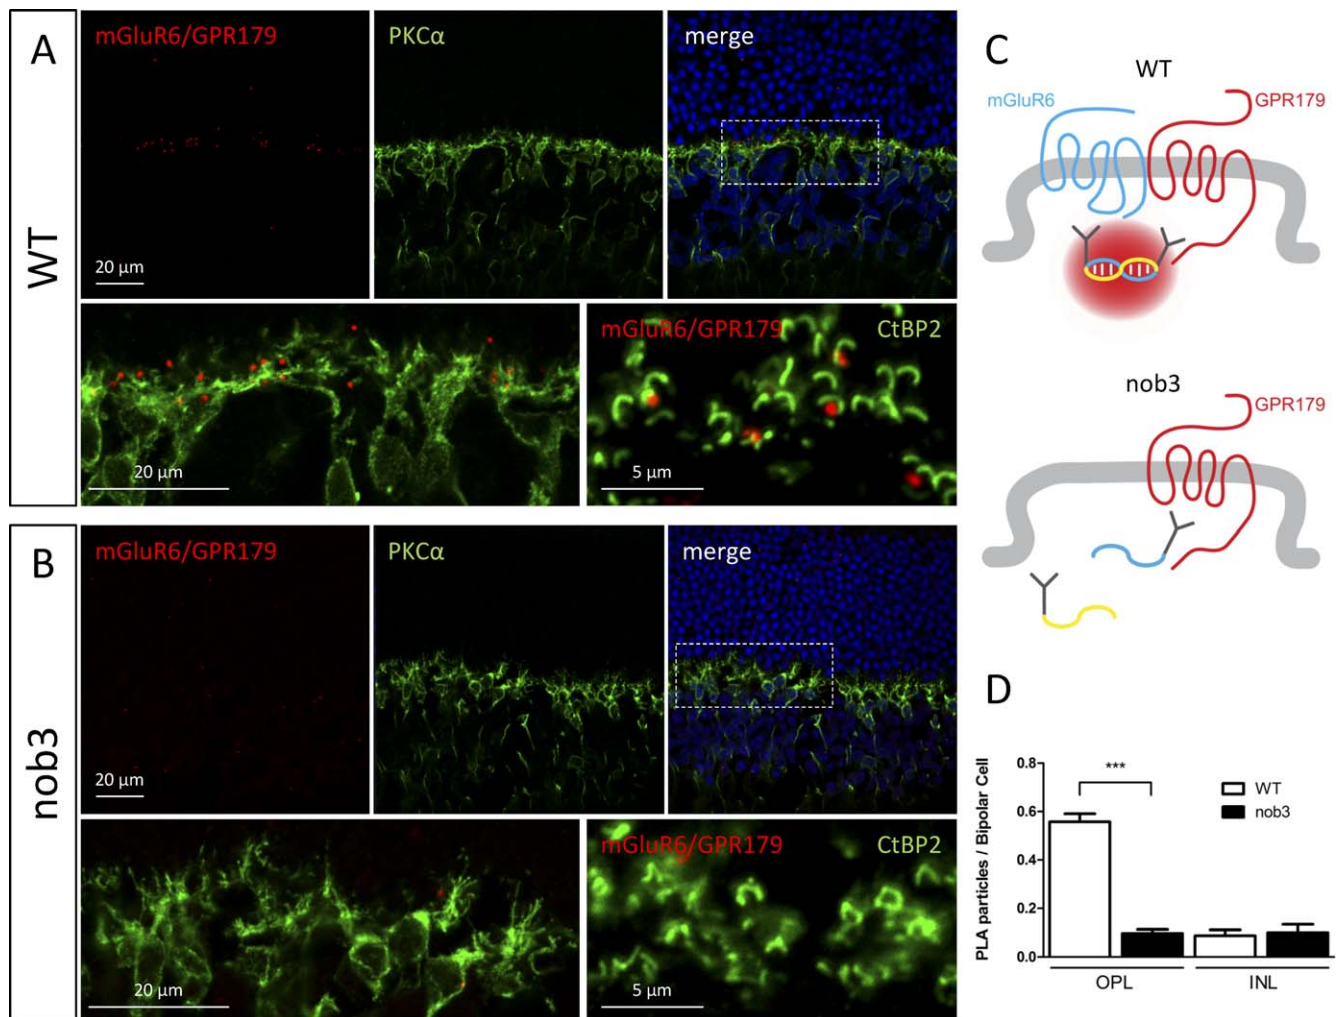 A
WT
mGluR6/GPR179
PKCα
merge
20 µm
20 µm
mGluR6/GPR179
CtBP2
5 µm
B
nob3
mGluR6/GPR179
PKCα
merge
20 µm
20 µm
mGluR6/GPR179
CtBP2
5 µm
C
WT
mGluR6
GPR179
nob3
GPR179
D
PLA particles / Bipolar Cell
0.8
0.6
0.4
0.2
0.0
***
WT
nob3
OPL
INL